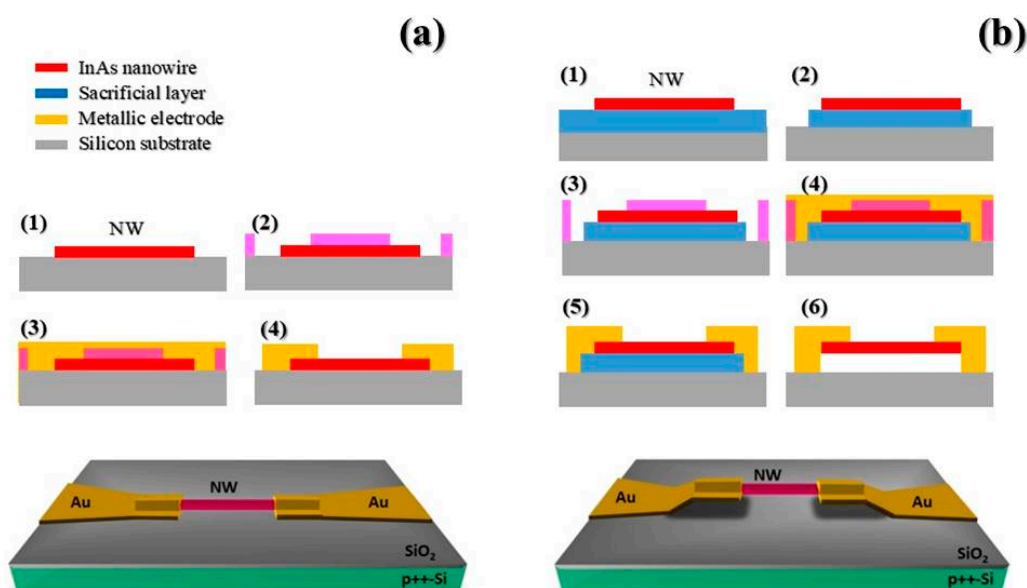 (a)
InAs nanowire
Sacrificial layer
Metallic electrode
Silicon substrate
(1)
NW
(2)
(3)
(4)
NW
Au
Au
SiO2
p++-Si
(b)
(1)
NW
(2)
(3)
(4)
(5)
(6)
NW
Au
Au
SiO2
p++-Si